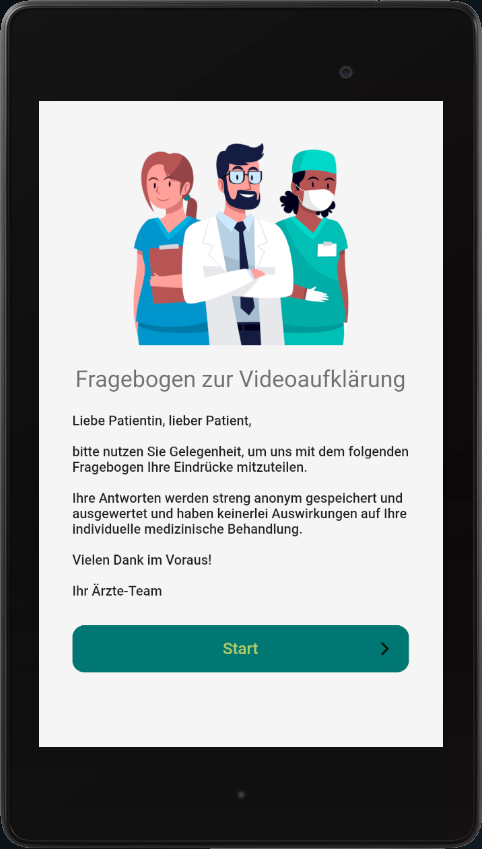 Fragebogen zur Videoaufklärung
Liebe Patientin, lieber Patient,
bitte nutzen Sie Gelegenheit, um uns mit dem folgenden
Fragebogen Ihre Eindrücke mitzuteilen.
Ihre Antworten werden streng anonym gespeichert und
ausgewertet und haben keinerlei Auswirkungen auf Ihre
individuelle medizinische Behandlung.
Vielen Dank im Voraus!
Ihr Ärzte-Team
Start